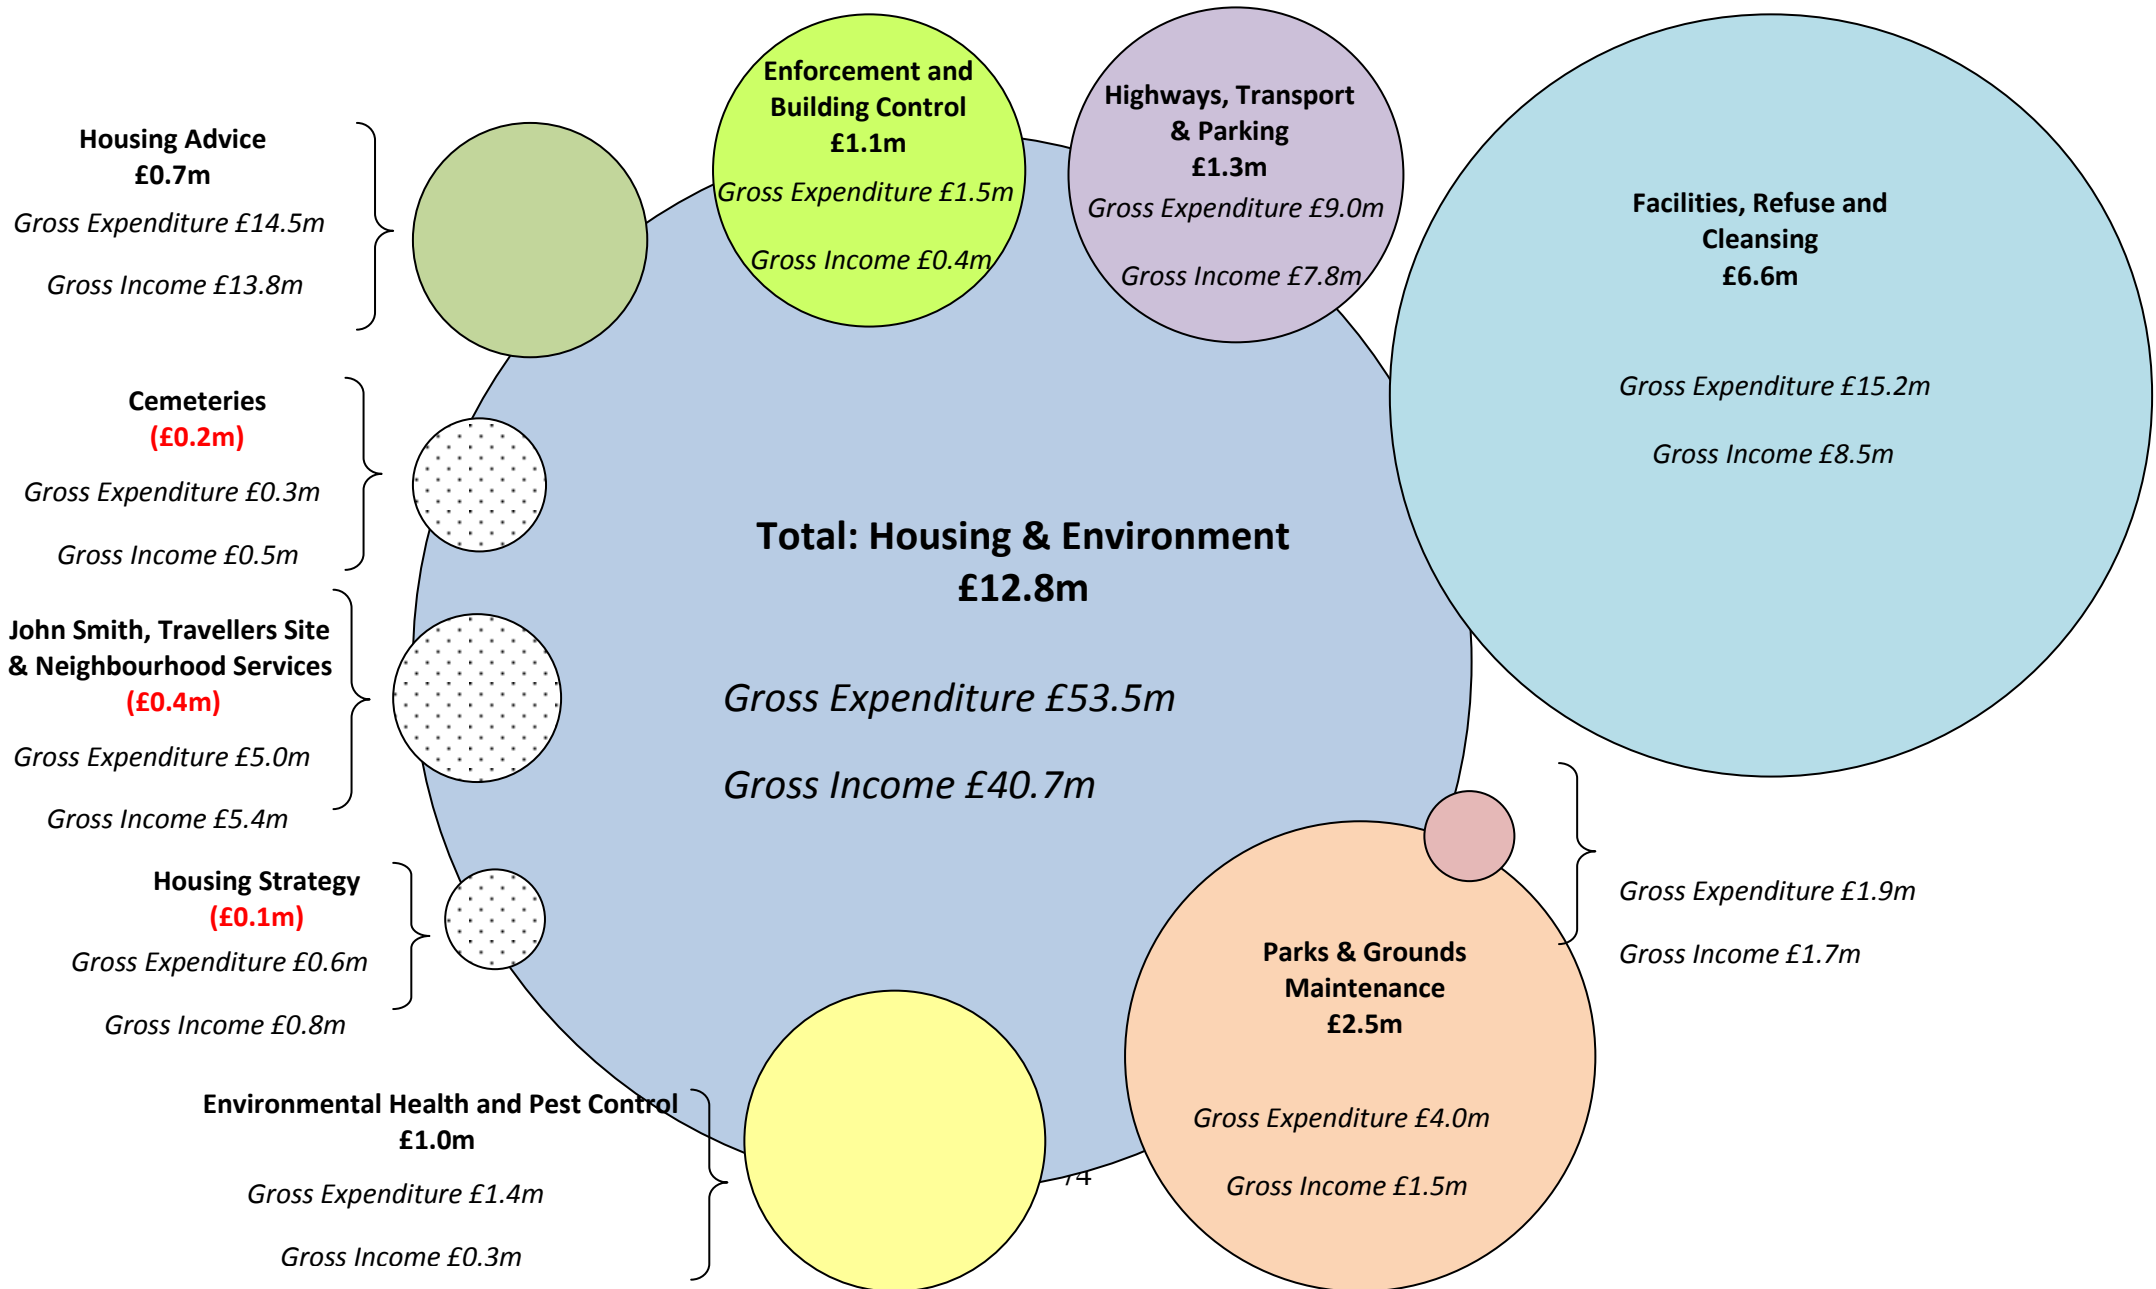 Enforcement and
Building Control
£1.1m
Gross Expenditure £1.5m
Gross Income £0.4m
Highways, Transport
& Parking
£1.3m
Gross Expenditure £9.0m
Gross Income £7.8m
Facilities, Refuse and
Cleansing
£6.6m
Gross Expenditure £15.2m
Gross Income £8.5m
Housing Advice
£0.7m
Gross Expenditure £14.5m
Gross Income £13.8m
Cemeteries
(£0.2m)
Gross Expenditure £0.3m
Gross Income £0.5m
Total: Housing & Environment
£12.8m
Gross Expenditure £53.5m
Gross Income £40.7m
John Smith, Travellers Site
& Neighbourhood Services
(£0.4m)
Gross Expenditure £5.0m
Gross Income £5.4m
Housing Strategy
(£0.1m)
Gross Expenditure £0.6m
Gross Income £0.8m
Gross Expenditure £1.9m
Gross Income £1.7m
Parks & Grounds
Maintenance
£2.5m
Gross Expenditure £4.0m
Gross Income £1.5m
Environmental Health and Pest Control
£1.0m
Gross Expenditure £1.4m
Gross Income £0.3m